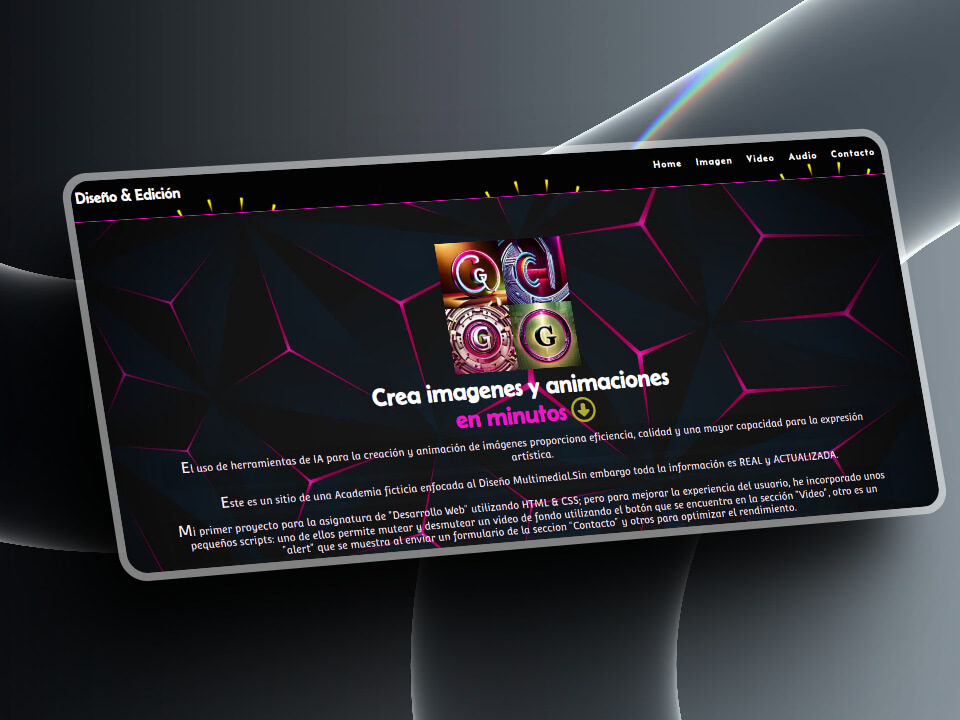 Diseño & Edición
Home Imagen Video Audio Contacto
G G
G G
Crea imagenes y animaciones
en minutos
El uso de herramientas de IA para la creación y animación de imágenes proporciona eficiencia, calidad y una mayor capacidad para la expresión
artística.
Este es un sitio de una Academia ficticia enfocada al Diseño Multimedial.Sin embargo toda la información es REAL y ACTUALIZADA.
Mi primer proyecto para la asignatura de "Desarrollo Web" utilizando HTML & CSS; pero para mejorar la experiencia del usuario, he incorporado unos
pequeños scripts: uno de ellos permite mutear y desmutear un video de fondo utilizando el botón que se encuentra en la sección "Video", otro es un
"alert" que se muestra al enviar un formulario de la seccion "Contacto" y otros para optimizar el rendimiento.